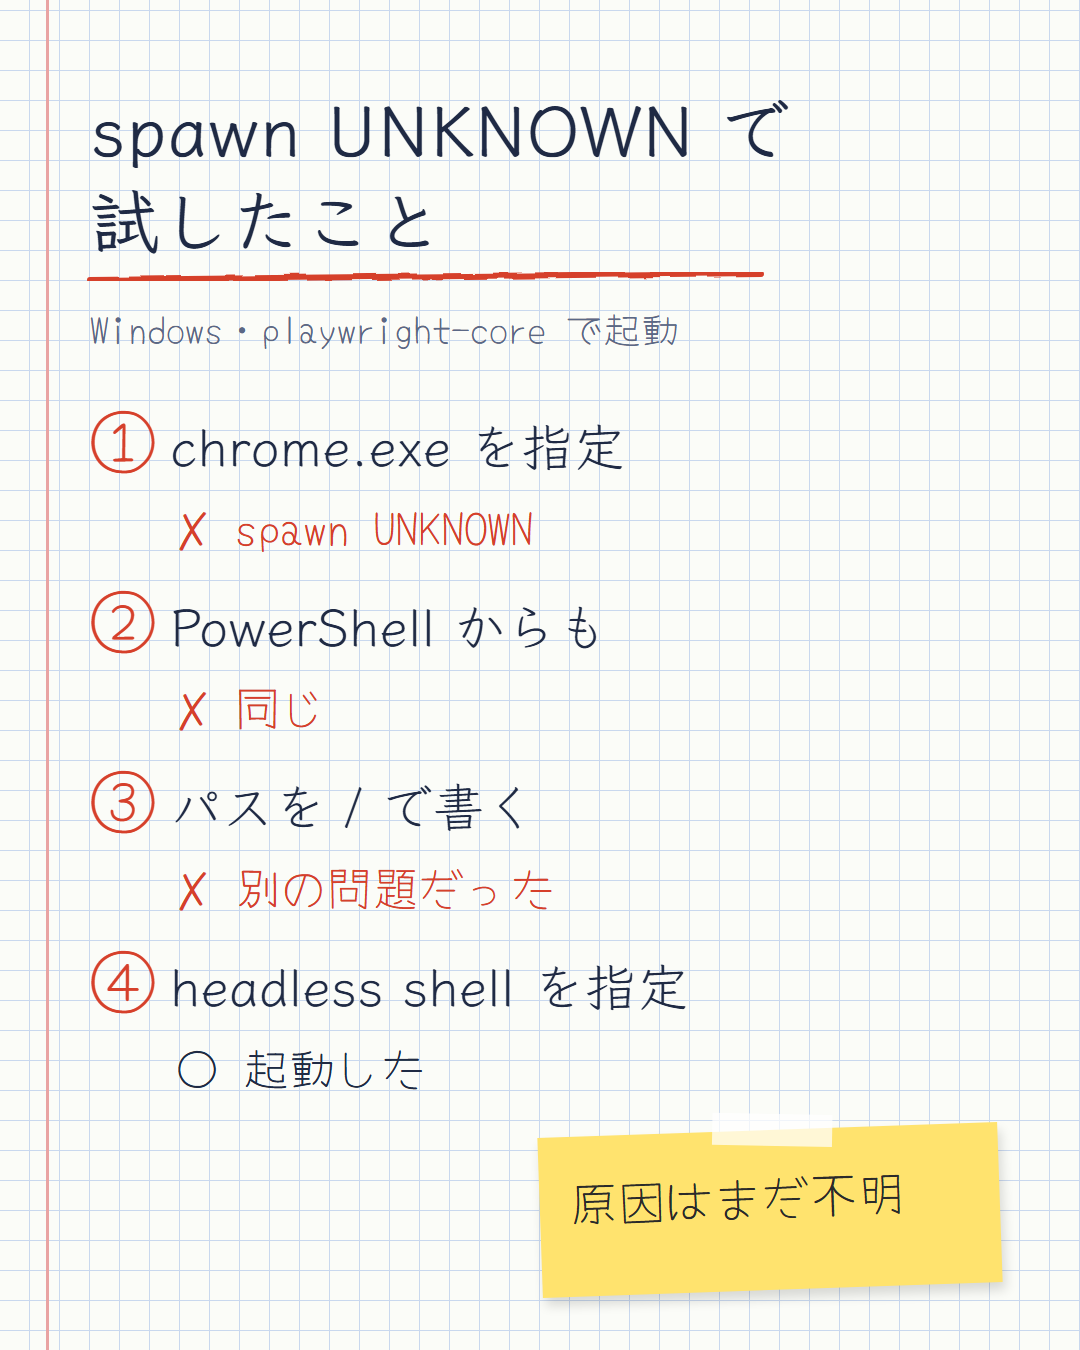 spawn UNKNOWN で
試したこと
Windows・playwright-core で起動
① chrome.exe を指定
✗ spawn UNKNOWN
② PowerShell からも
✗ 同じ
③ パスを / で書く
✗ 別の問題だった
④ headless shell を指定
○ 起動した
原因はまだ不明